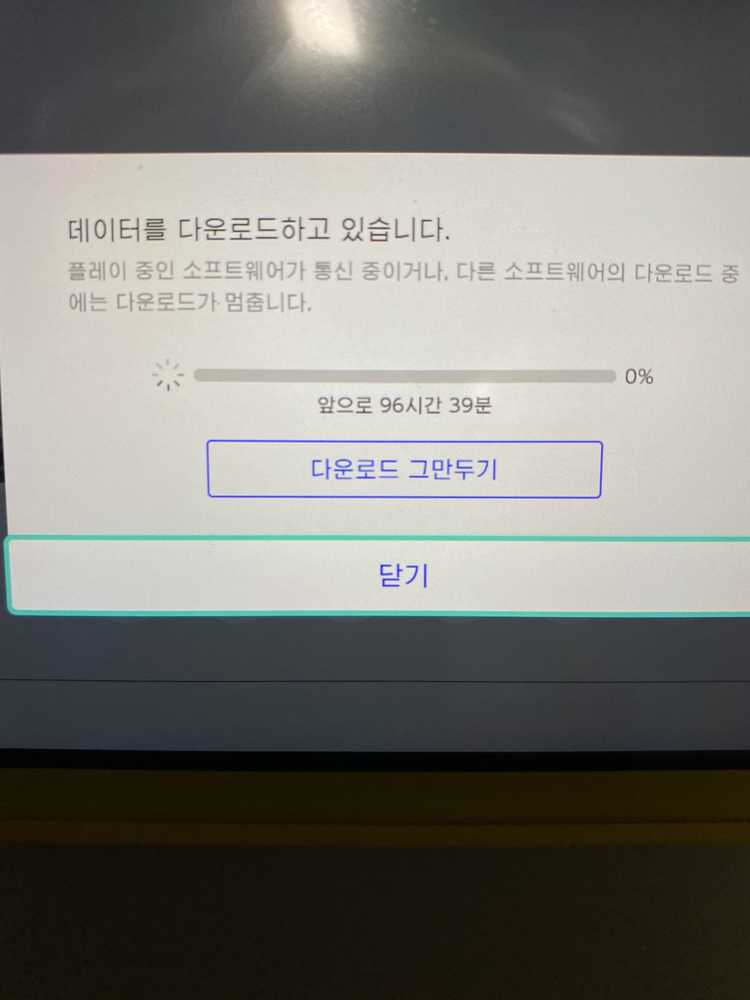 데이터를 다운로드하고 있습니다.
플레이 중인 소프트웨어가 통신 중이거나, 다른 소프트웨어의 다운로드 중
에는 다운로드가 멈춥니다.
0%
앞으로 96시간 39분
다운로드 그만두기
닫기